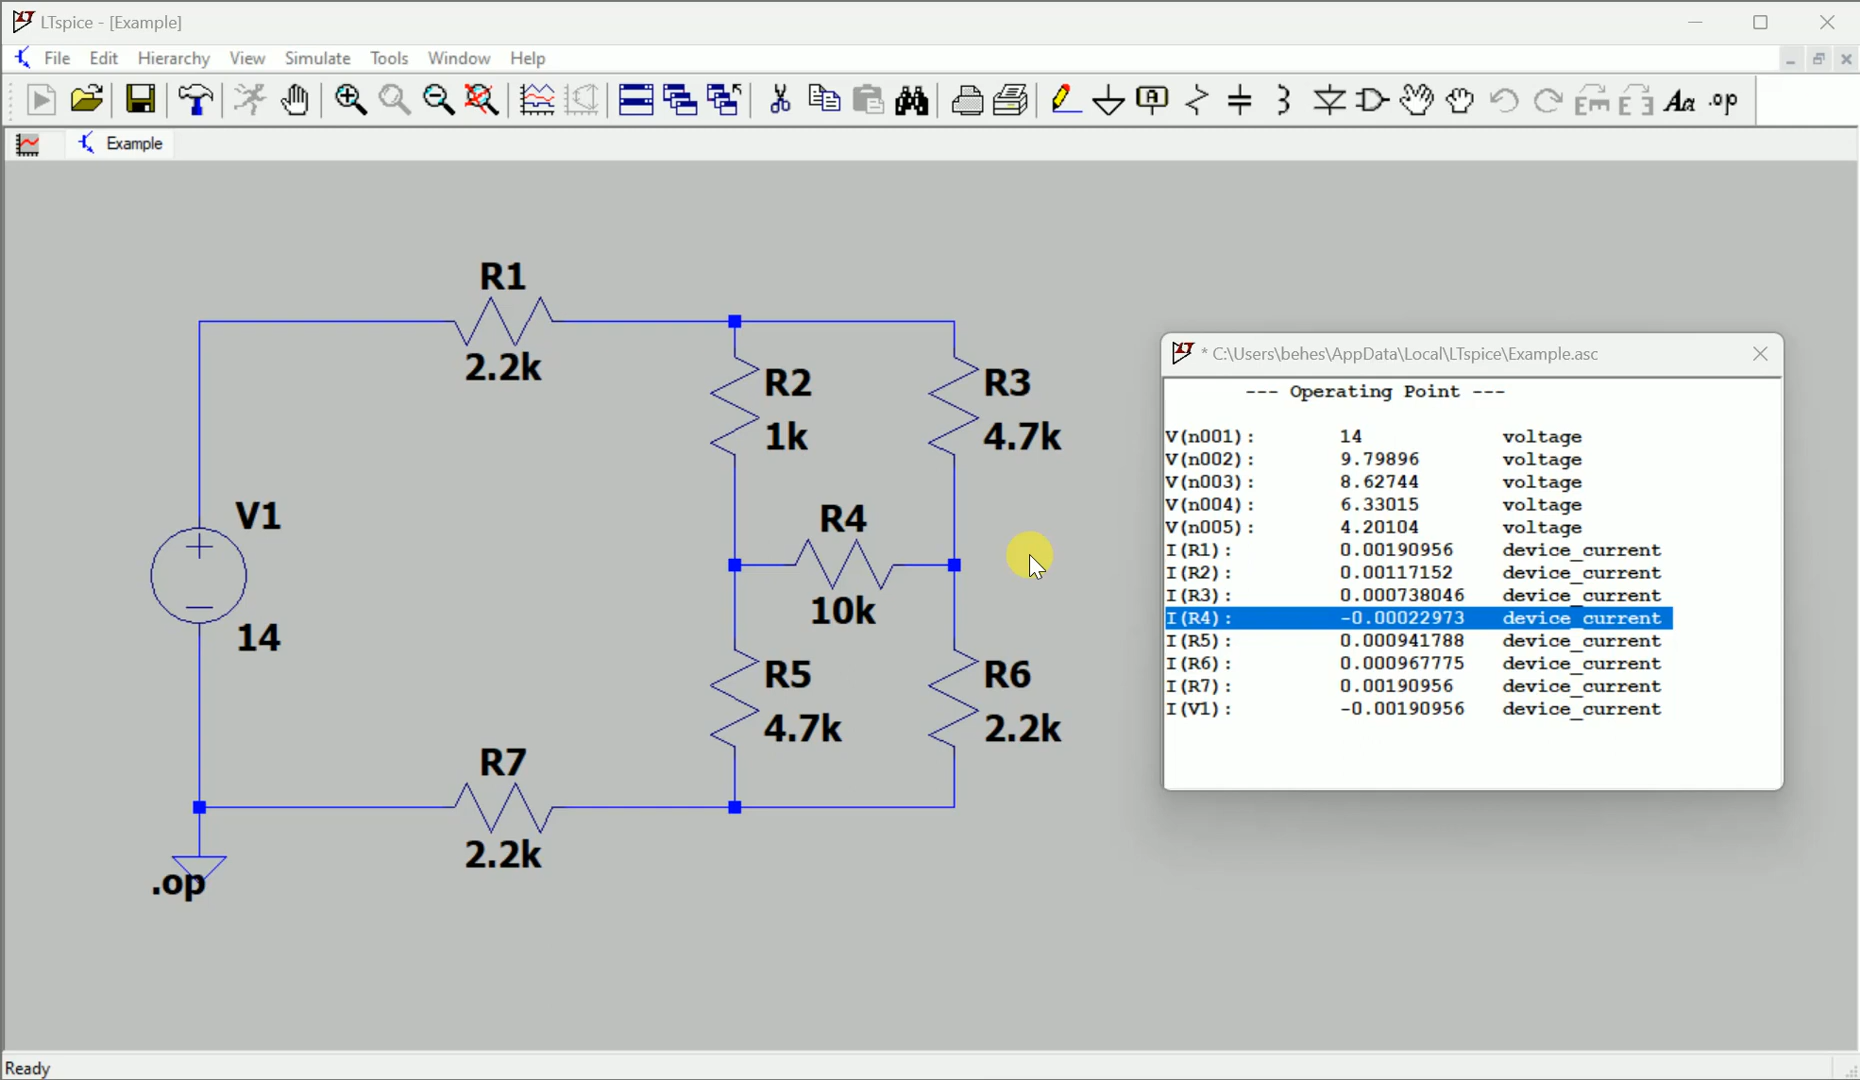 LTspice - [Example]
File Edit Hierarchy View Simulate Tools Window Help
A Aa .op
Example
R1
2.2k
R2
1k
R3
4.7k
R4
10k
V1
14
R5
4.7k
R6
2.2k
R7
2.2k
.op
* C:\Users\behes\AppData\Local\LTspice\Example.asc
--- Operating Point ---
V(n001): 14 voltage
V(n002): 9.79896 voltage
V(n003): 8.62744 voltage
V(n004): 6.33015 voltage
V(n005): 4.20104 voltage
I(R1): 0.00190956 device_current
I(R2): 0.00117152 device_current
I(R3): 0.000738046 device_current
I(R4): -0.00022973 device_current
I(R5): 0.000941788 device_current
I(R6): 0.000967775 device_current
I(R7): 0.00190956 device_current
I(V1): -0.00190956 device_current
Ready